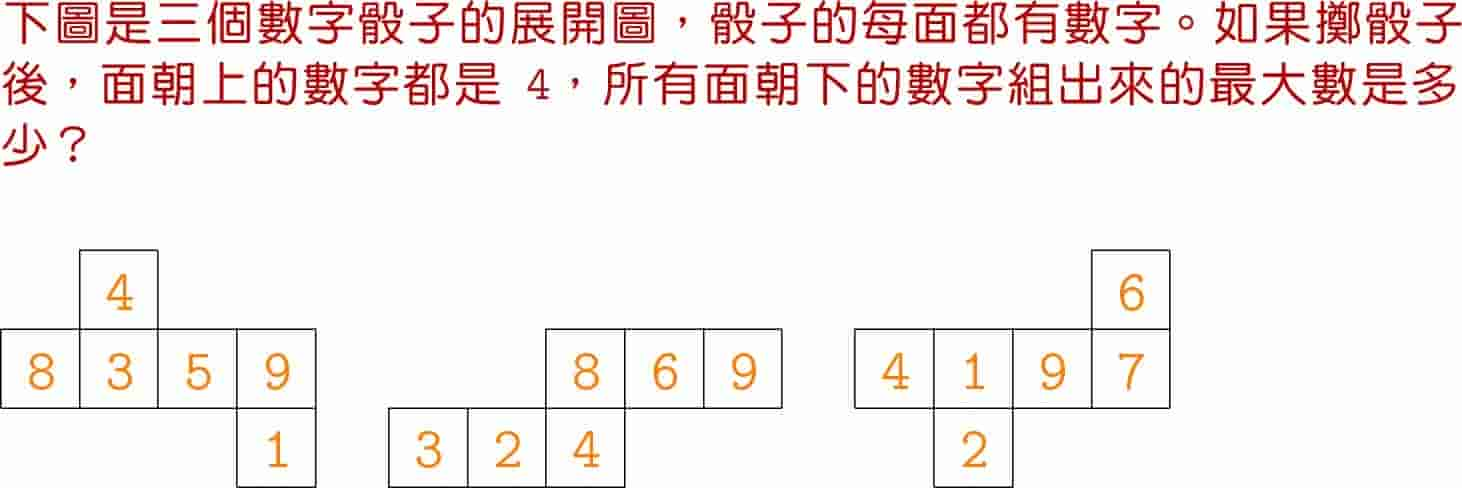 下圖是三個數字骰子的展開圖，骰子的每面都有數字。如果擲骰子
後，面朝上的數字都是 4，所有面朝下的數字組出來的最大數是多
少？
4 6
8 3 5 9 8 6 9 4 1 9 7
1 3 2 4 2